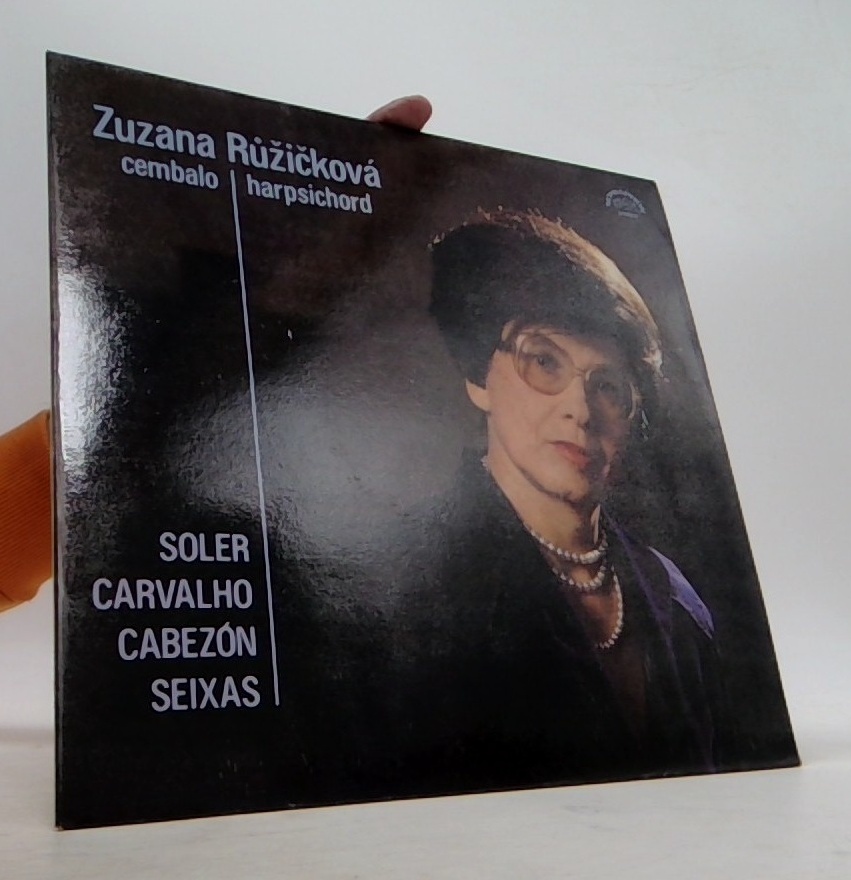 Zuzana Růžičková
cembalo harpsichord
SOLER
CARVALHO
CABEZÓN
SEIXAS